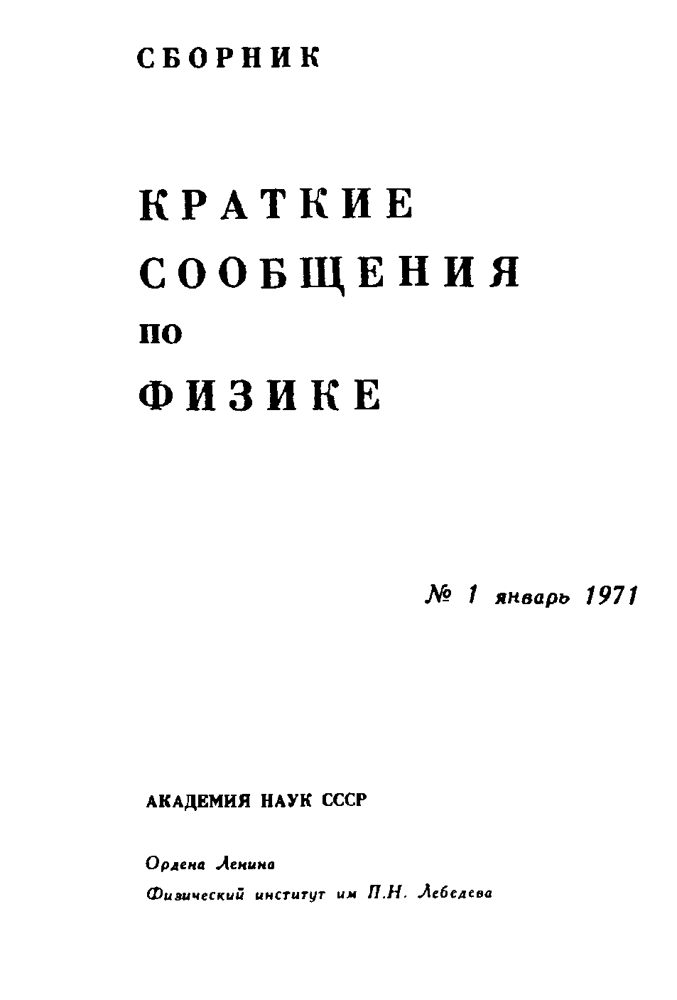 СБОРНИК
КРАТКИЕ
СООБЩЕНИЯ
по
ФИЗИКЕ
№ 1 январь 1971
АКАДЕМИЯ НАУК СССР
Ордена Ленина
Физический институт им П.Н. Лебедева